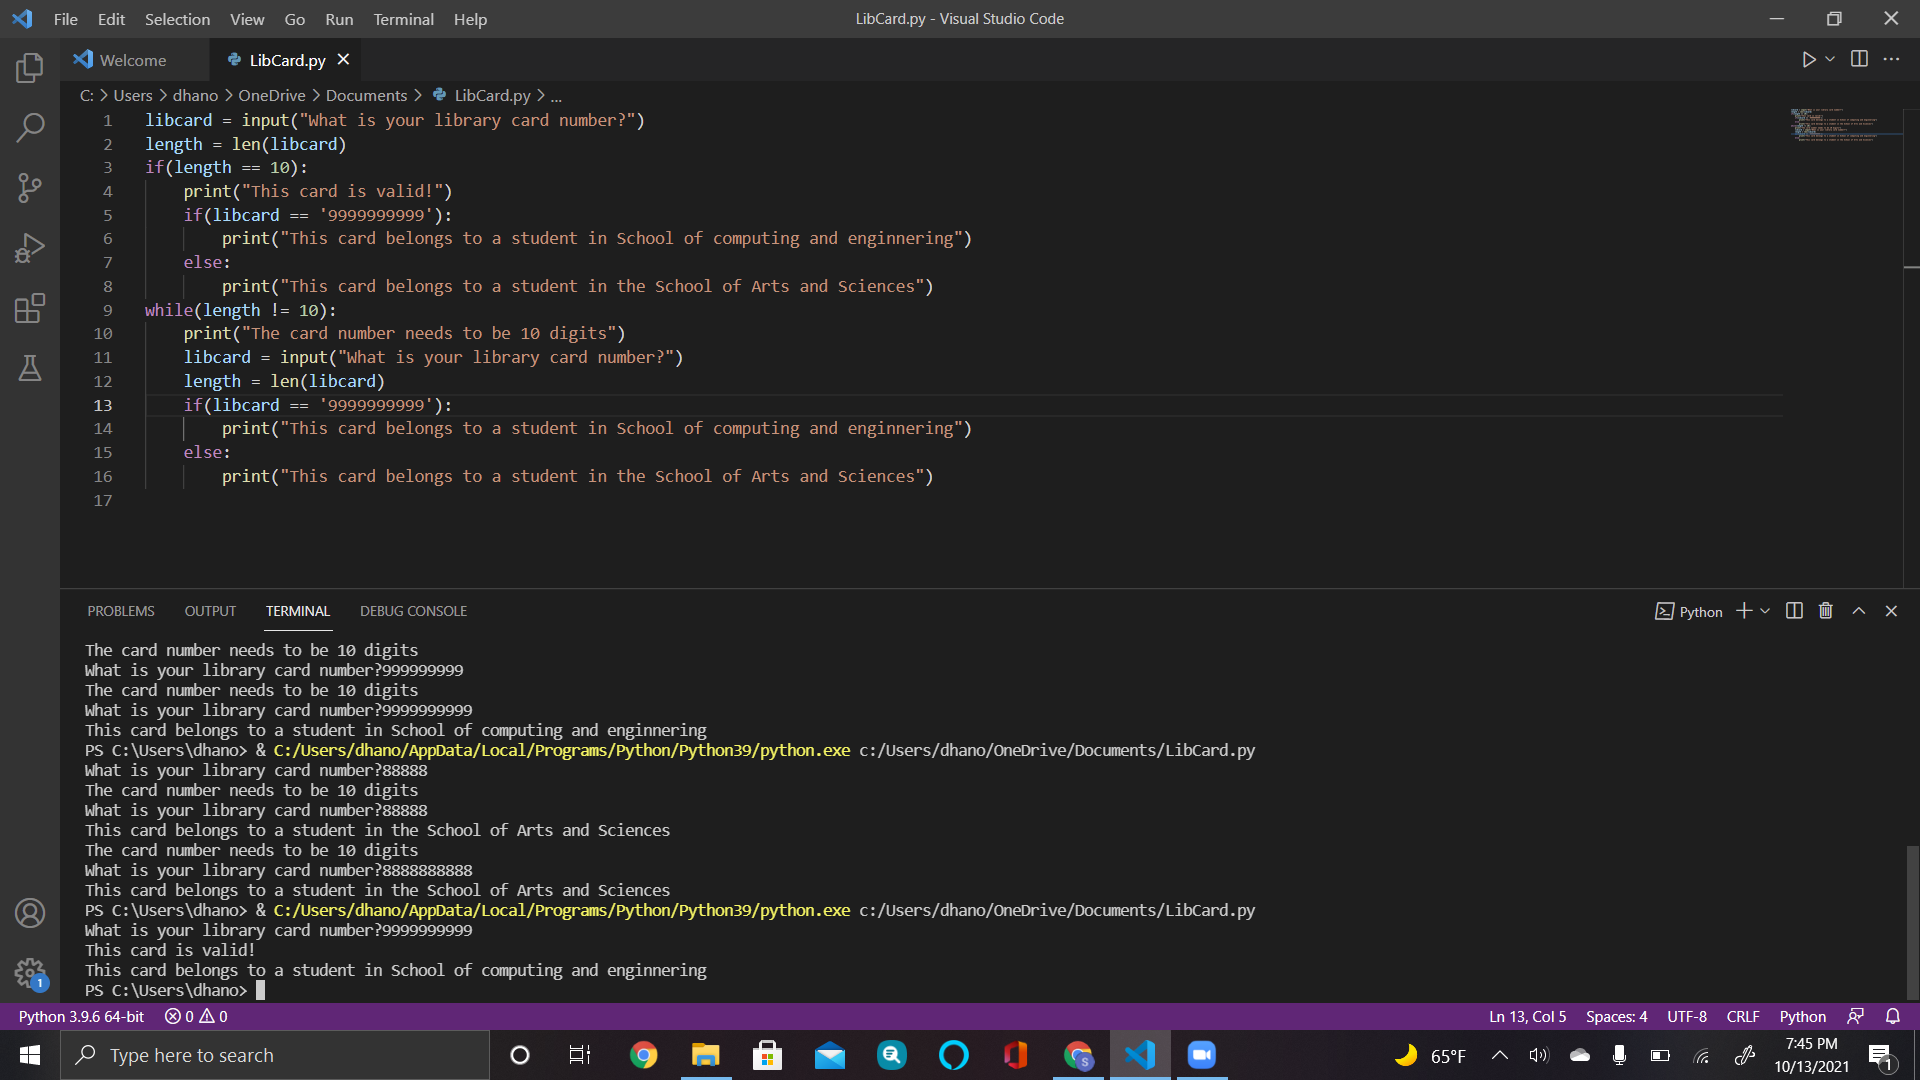 File Edit Selection View Go Run Terminal Help
LibCard.py - Visual Studio Code
Welcome
LibCard.py
C: > Users > dhano > OneDrive > Documents > LibCard.py > ...
1 libcard = input("What is your library card number?")
2 length = len(libcard)
3 if(length == 10):
4 print("This card is valid!")
5 if(libcard == '9999999999'):
6 print("This card belongs to a student in School of computing and enginnering")
7 else:
8 print("This card belongs to a student in the School of Arts and Sciences")
9 while(length != 10):
10 print("The card number needs to be 10 digits")
11 libcard = input("What is your library card number?")
12 length = len(libcard)
13 if(libcard == '9999999999'):
14 print("This card belongs to a student in School of computing and enginnering")
15 else:
16 print("This card belongs to a student in the School of Arts and Sciences")
17
PROBLEMS OUTPUT TERMINAL DEBUG CONSOLE
Python
The card number needs to be 10 digits
What is your library card number?999999999
The card number needs to be 10 digits
What is your library card number?9999999999
This card belongs to a student in School of computing and enginnering
PS C:\Users\dhano> & C:/Users/dhano/AppData/Local/Programs/Python/Python39/python.exe c:/Users/dhano/OneDrive/Documents/LibCard.py
What is your library card number?88888
The card number needs to be 10 digits
What is your library card number?88888
This card belongs to a student in the School of Arts and Sciences
The card number needs to be 10 digits
What is your library card number?8888888888
This card belongs to a student in the School of Arts and Sciences
PS C:\Users\dhano> & C:/Users/dhano/AppData/Local/Programs/Python/Python39/python.exe c:/Users/dhano/OneDrive/Documents/LibCard.py
What is your library card number?9999999999
This card is valid!
This card belongs to a student in School of computing and enginnering
PS C:\Users\dhano>
1
Python 3.9.6 64-bit 0 0
Ln 13, Col 5 Spaces: 4 UTF-8 CRLF Python
Type here to search
S
65°F
7:45 PM
10/13/2021
1